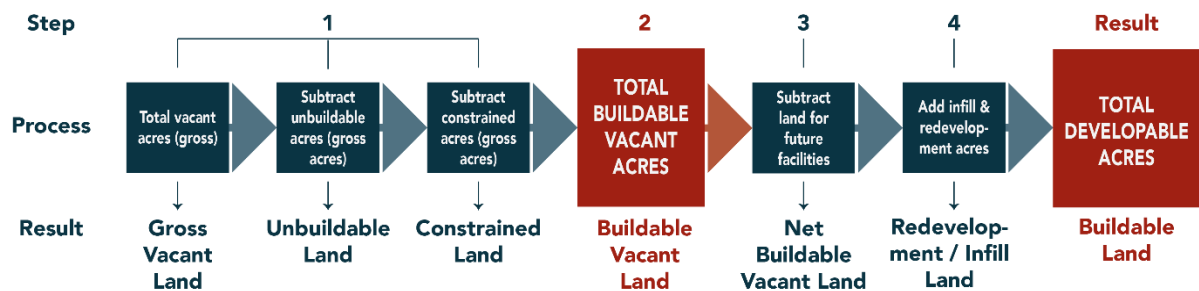 Step
1
2
3
4
Result
Process
Total vacant
acres (gross)
Subtract
unbuildable
acres (gross
acres)
Subtract
constrained
acres (gross
acres)
TOTAL
BUILDABLE
VACANT
ACRES
Subtract
land for
future
facilities
Add infill &
redevelop-
ment acres
TOTAL
DEVELOPABLE
ACRES
Result
Gross
Vacant
Land
Unbuildable
Land
Constrained
Land
Buildable
Vacant
Land
Net
Buildable
Vacant Land
Redevelop-
ment / Infill
Land
Buildable
Land